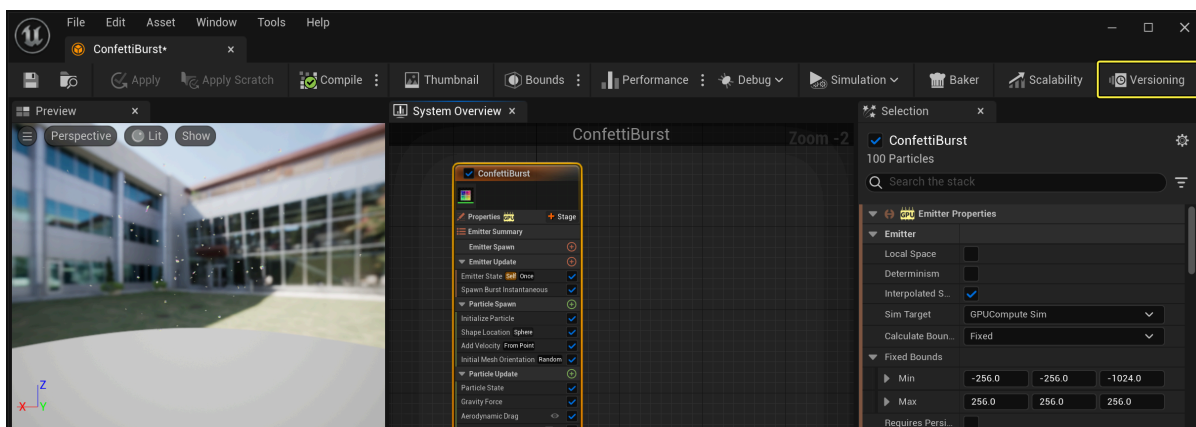 File Edit Asset Window Tools Help
ConfettiBurst* ×
Apply Apply Scratch Compile Thumbnail Bounds Performance Debug Simulation Baker Scalability Versioning
Preview × System Overview × Selection ×
Perspective Lit Show
ConfettiBurst Zoom -2
ConfettiBurst
Properties GPU + Stage
Emitter Summary
Emitter Spawn
Emitter Update
Emitter State Self Once
Spawn Burst Instantaneous
Particle Spawn
Initialize Particle
Shape Location Sphere
Add Velocity From Point
Initial Mesh Orientation Random
Particle Update
Particle State
Gravity Force
Aerodynamic Drag
Z
X Y
ConfettiBurst
100 Particles
Search the stack
GPU Emitter Properties
Emitter
Local Space
Determinism
Interpolated S...
Sim Target GPUCompute Sim
Calculate Boun... Fixed
Fixed Bounds
Min -256.0 -256.0 -1024.0
Max 256.0 256.0 256.0
Requires Persi...